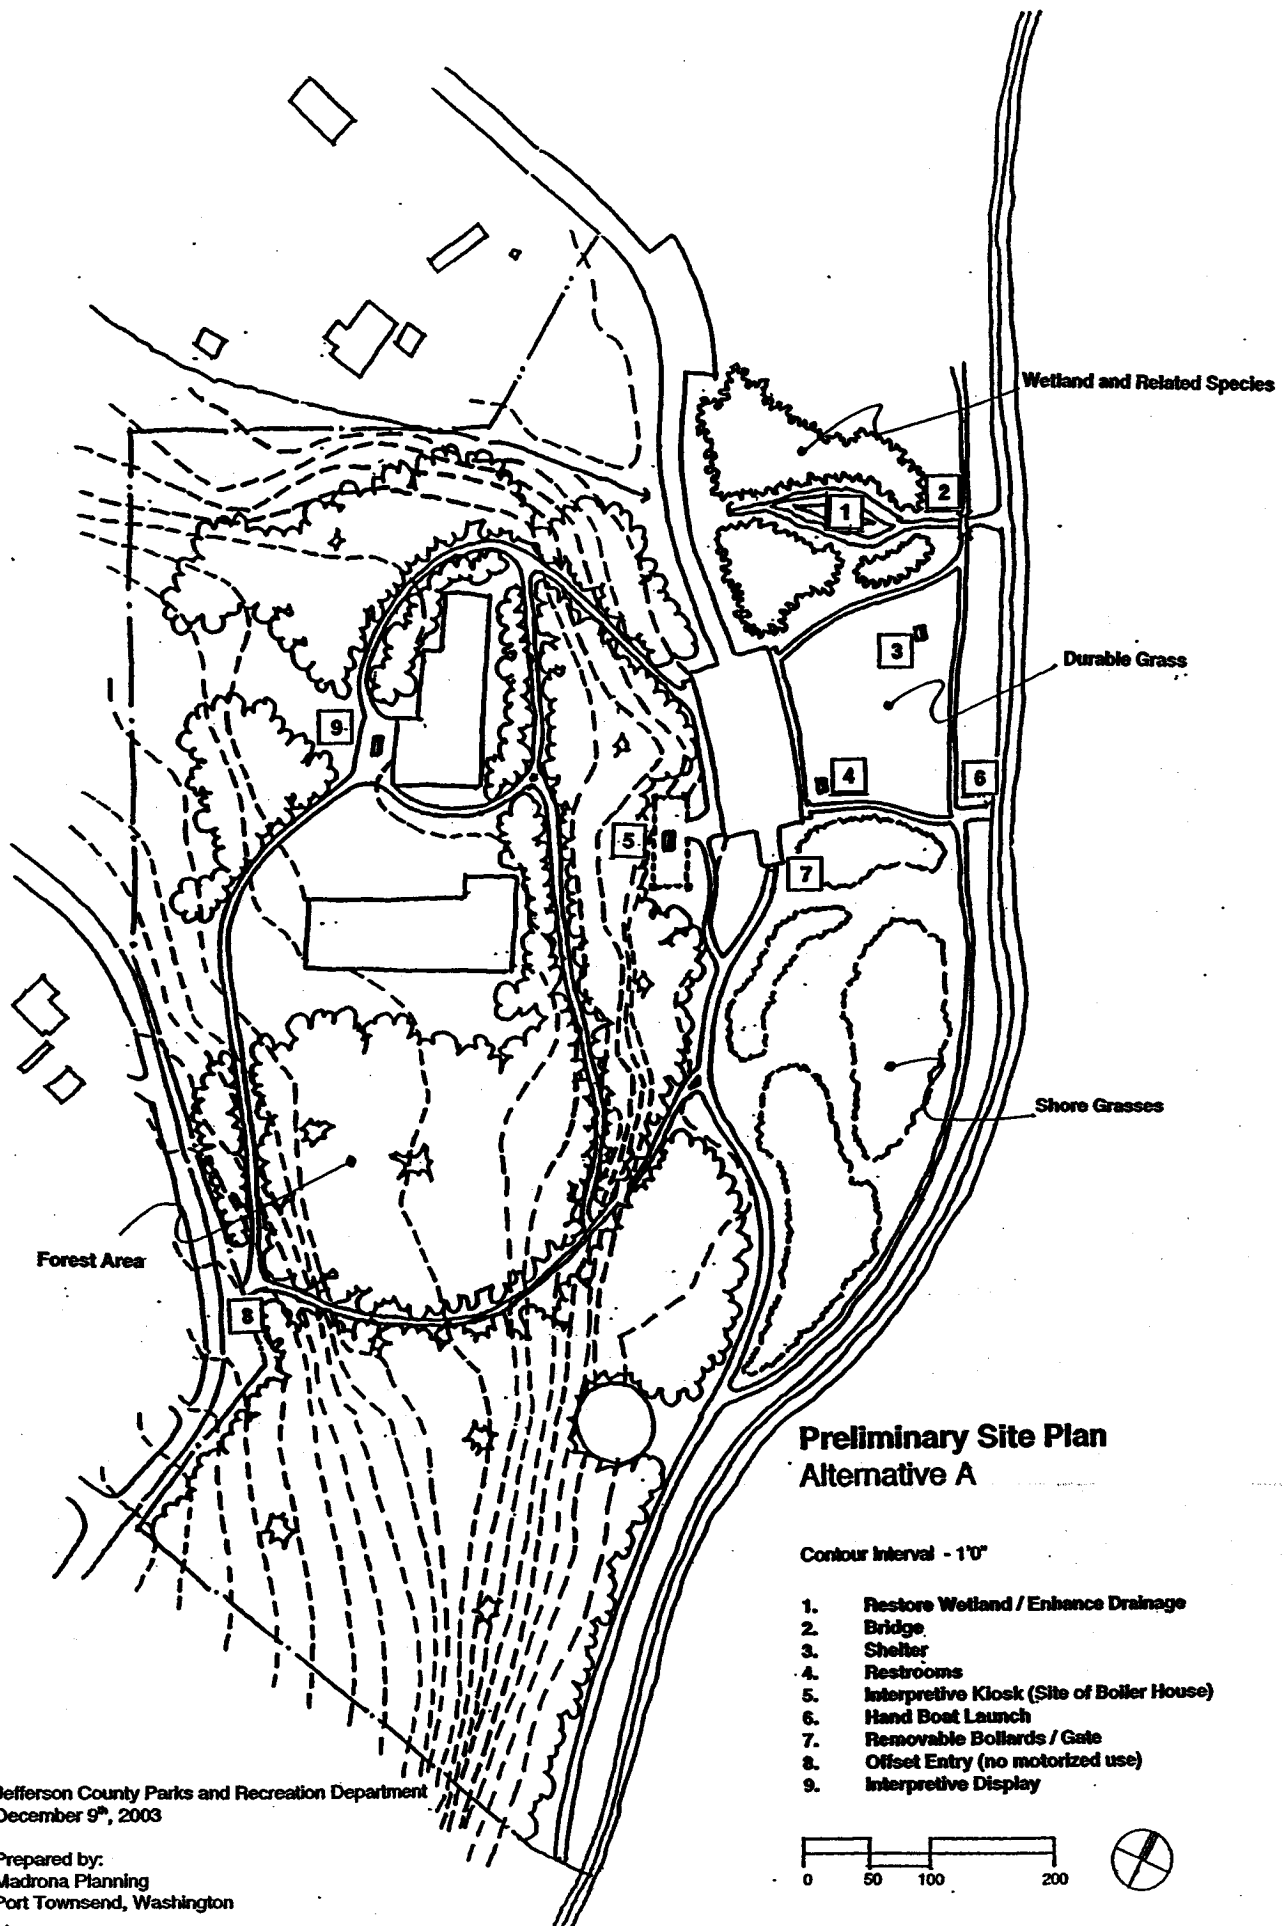 Wetland and Related Species
2
1
3
Durable Grass
9
4
6
5
7
Shore Grasses
Forest Area
8
Preliminary Site Plan
Alternative A
Contour Interval - 1'0"
1. Restore Wetland / Enhance Drainage
2. Bridge
3. Shelter
4. Restrooms
5. Interpretive Kiosk (Site of Boiler House)
6. Hand Boat Launch
7. Removable Bollards / Gate
8. Offset Entry (no motorized use)
9. Interpretive Display
Jefferson County Parks and Recreation Department
December 9th, 2003
Prepared by:
Madrona Planning
Port Townsend, Washington
0 50 100 200